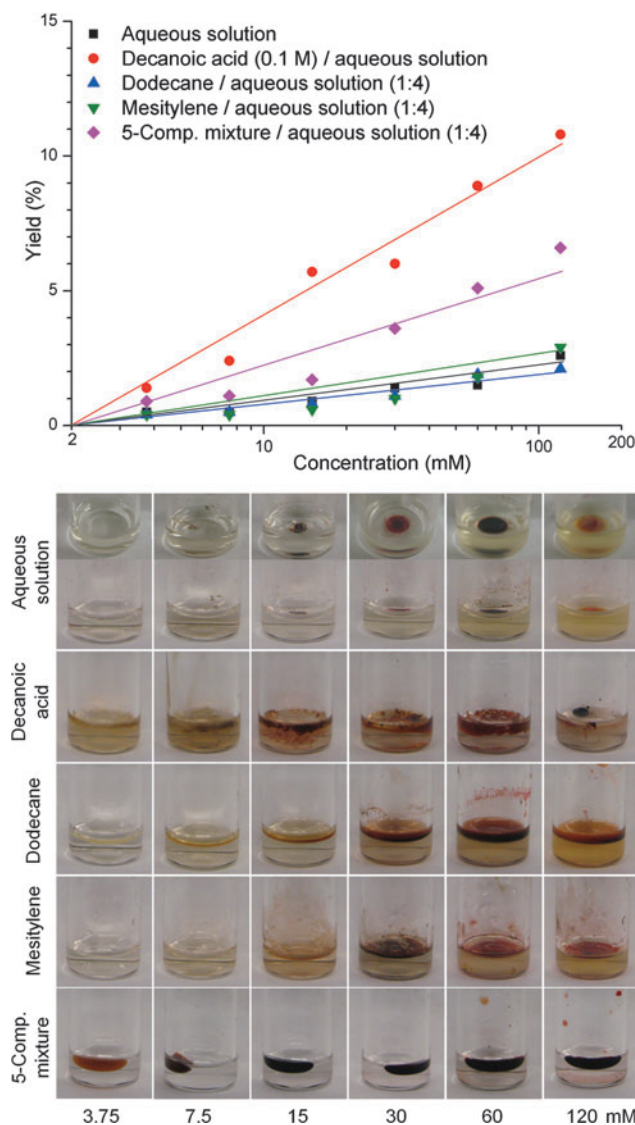 15
10
5
0
Yield (%)
Aqueous solution
Decanoic acid (0.1 M) / aqueous solution
Dodecane / aqueous solution (1:4)
Mesitylene / aqueous solution (1:4)
5-Comp. mixture / aqueous solution (1:4)
2 10 100 200
Concentration (mM)
Aqueous
solution
Decanoic
acid
Dodecane
Mesitylene
5-Comp.
mixture
3.75 7.5 15 30 60 120 mM